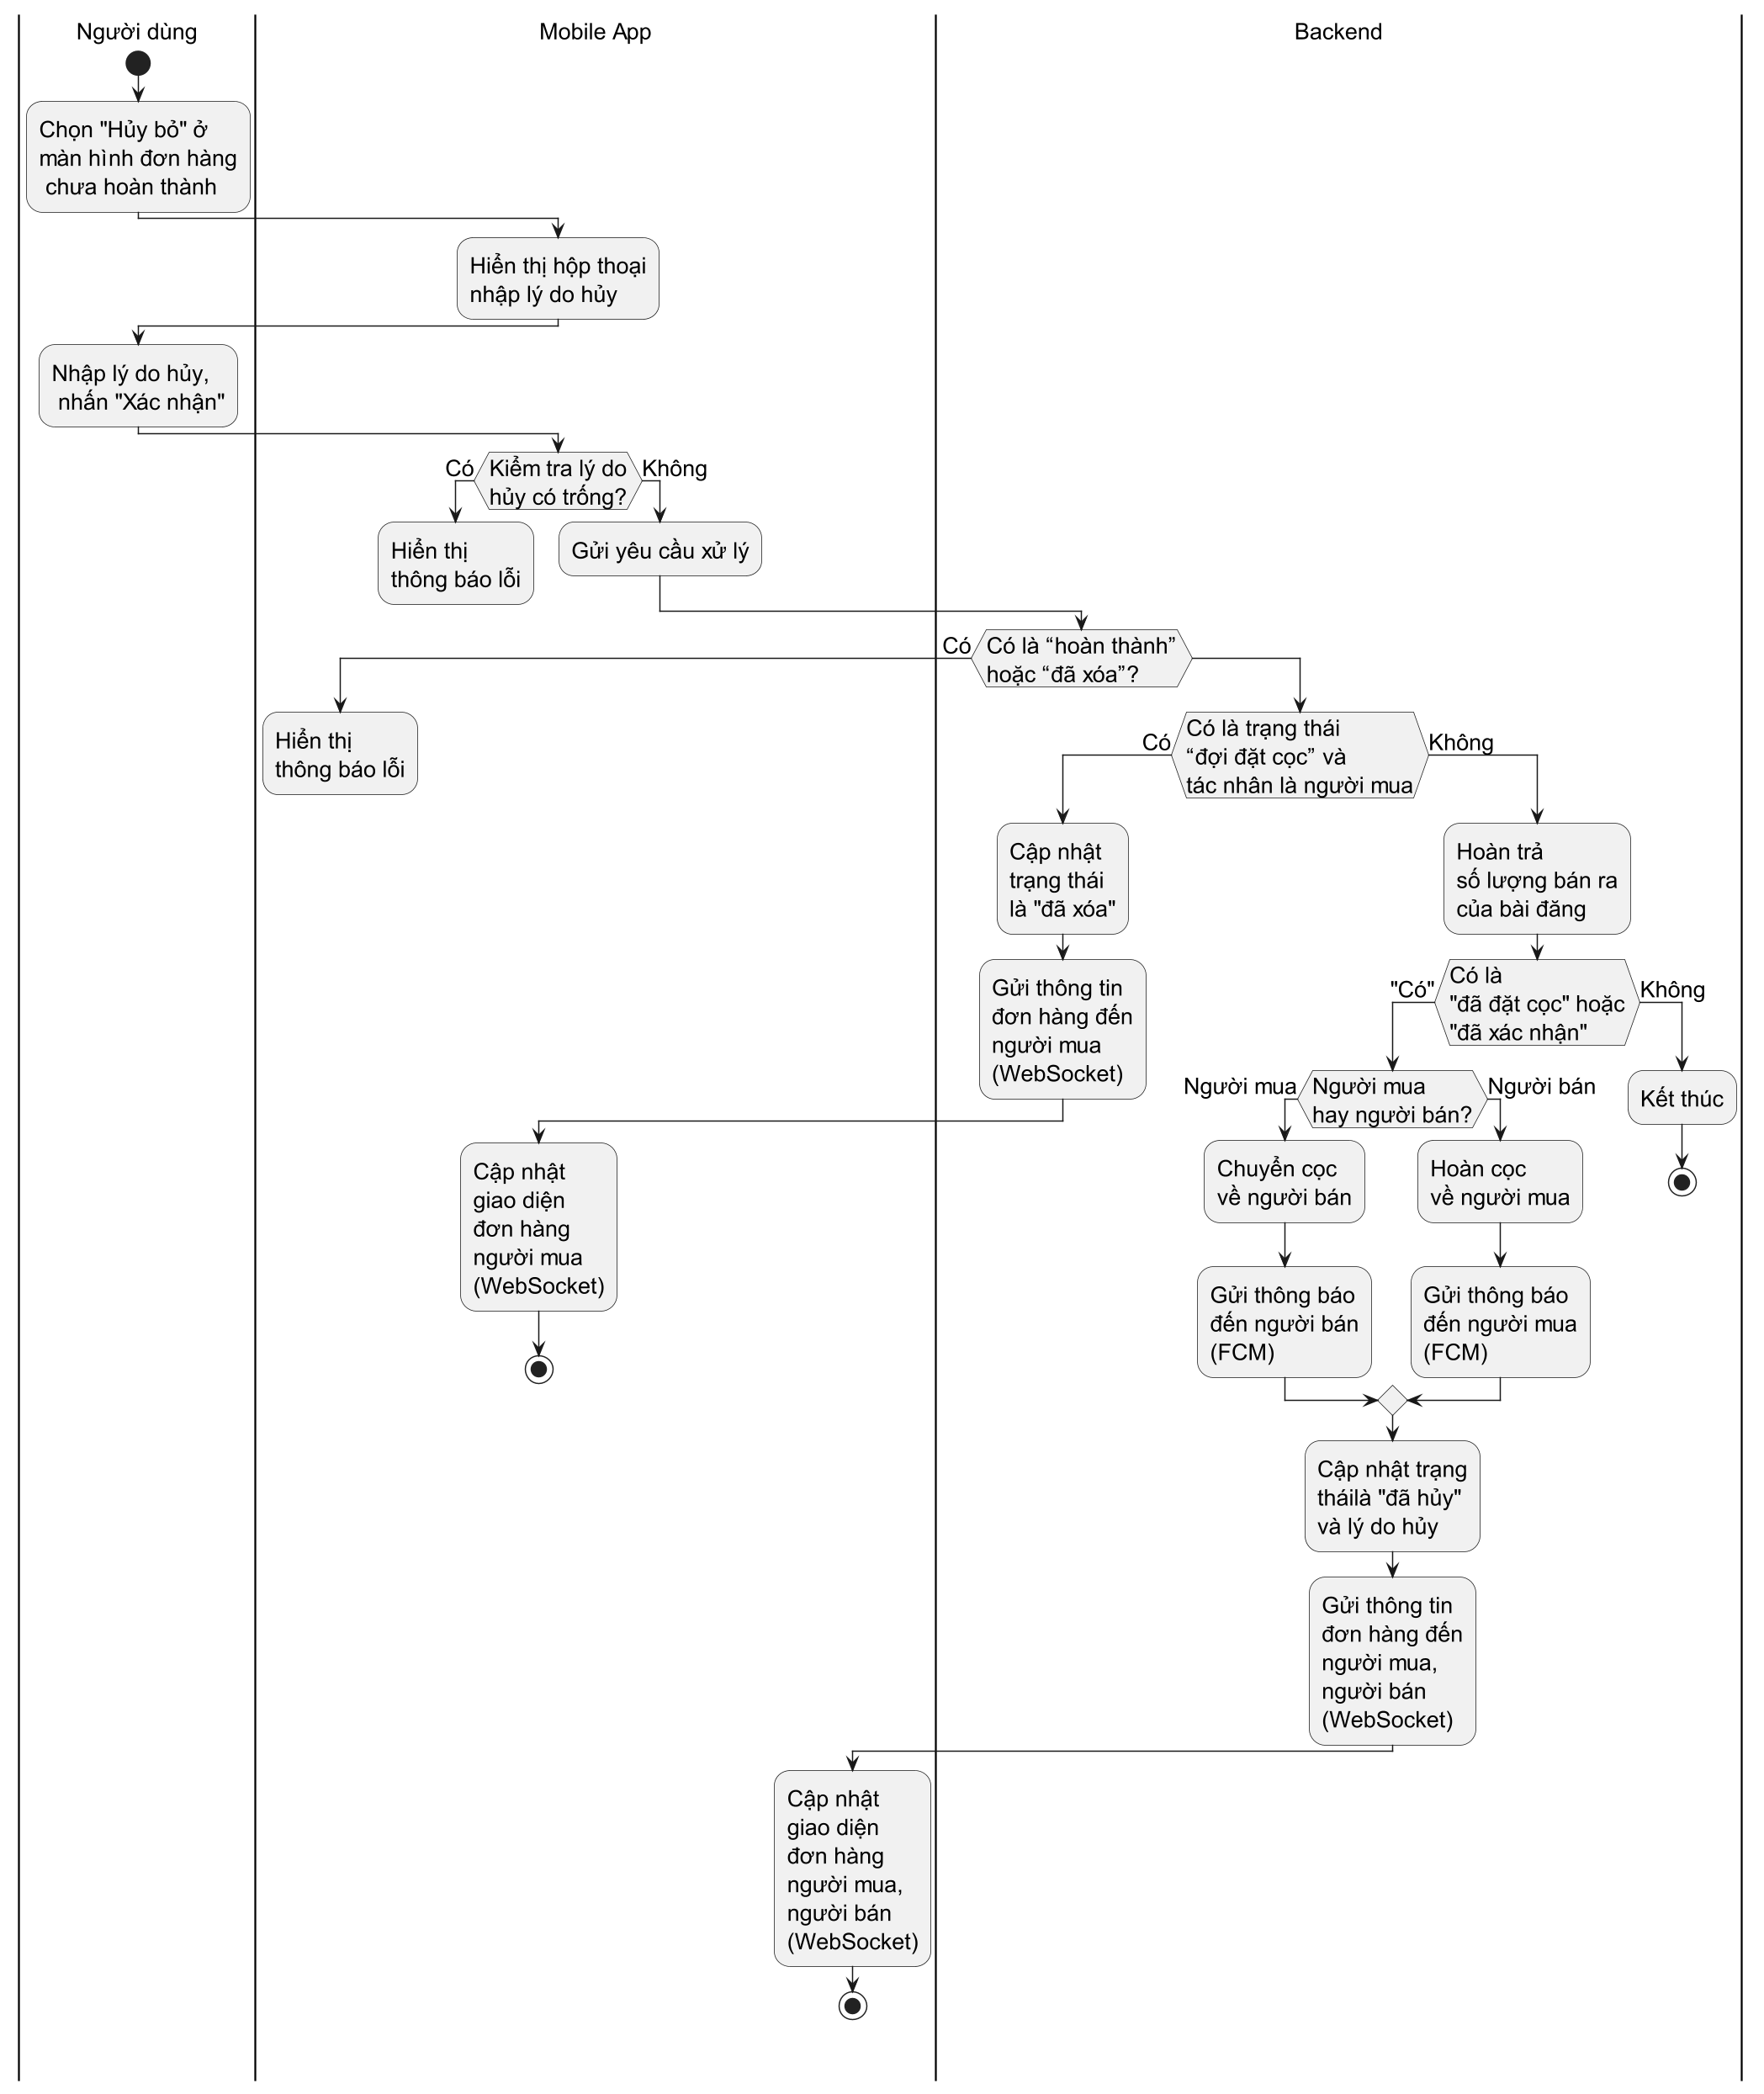 Người dùng
Mobile App
Backend
Chọn "Hủy bỏ" ở
màn hình đơn hàng
chưa hoàn thành
Hiển thị hộp thoại
nhập lý do hủy
Nhập lý do hủy,
nhấn "Xác nhận"
Có
Kiểm tra lý do
hủy có trống?
Không
Hiển thị
thông báo lỗi
Gửi yêu cầu xử lý
Có
Có là “hoàn thành”
hoặc “đã xóa”?
Hiển thị
thông báo lỗi
Có
Có là trạng thái
“đợi đặt cọc” và
tác nhân là người mua
Không
Cập nhật
trạng thái
là "đã xóa"
Hoàn trả
số lượng bán ra
của bài đăng
Gửi thông tin
đơn hàng đến
người mua
(WebSocket)
"Có"
Có là
"đã đặt cọc" hoặc
"đã xác nhận"
Không
Người mua
Người mua
hay người bán?
Người bán
Kết thúc
Cập nhật
giao diện
đơn hàng
người mua
(WebSocket)
Chuyển cọc
về người bán
Hoàn cọc
về người mua
Gửi thông báo
đến người bán
(FCM)
Gửi thông báo
đến người mua
(FCM)
Cập nhật trạng
tháilà "đã hủy"
và lý do hủy
Gửi thông tin
đơn hàng đến
người mua,
người bán
(WebSocket)
Cập nhật
giao diện
đơn hàng
người mua,
người bán
(WebSocket)